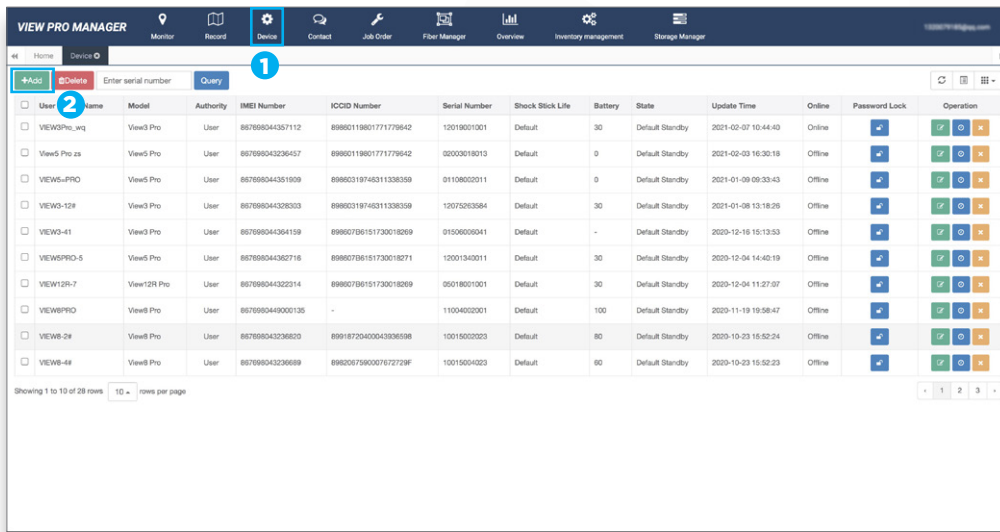 VIEW PRO MANAGER
Monitor Record Device Contact Job Order Fiber Manager Overview Inventory management Storage Manager
Home Device
1
+Add Delete Enter serial number Query
2
User Name Model Authority IMEI Number ICCID Number Serial Number Shock Stick Life Battery State Update Time Online Password Lock Operation
VIEW3Pro_wq View3 Pro User 867698044357112 89860119801771779642 12019001001 Default 30 Default Standby 2021-02-07 10:44:40 Online
View5 Pro zs View5 Pro User 867698043236457 89860119801771779642 02003018013 Default 0 Default Standby 2021-02-03 16:30:18 Offline
VIEW5=PRO View5 Pro User 867698044351909 89860319746311338359 01108002011 Default 0 Default Standby 2021-01-09 09:33:43 Offline
VIEW3-12# View3 Pro User 867698044328303 89860319746311338359 12075263584 Default 30 Default Standby 2021-01-08 13:18:26 Offline
VIEW3-41 View3 Pro User 867698044364159 898607B6151730018269 01506006041 Default - Default Standby 2020-12-16 15:13:53 Offline
VIEW5PRO-5 View5 Pro User 867698044362716 898607B6151730018271 12001340011 Default 30 Default Standby 2020-12-04 14:40:19 Offline
VIEW12R-7 View12R Pro User 867698044322314 898607B6151730018269 05018001001 Default 30 Default Standby 2020-12-04 11:27:07 Offline
VIEW8PRO View8 Pro User 8676980449000135 - 11004002001 Default 100 Default Standby 2020-11-19 19:58:47 Offline
VIEW8-2# View8 Pro User 867698043236820 89918720400043936598 10015002023 Default 80 Default Standby 2020-10-23 15:52:24 Offline
VIEW8-4# View8 Pro User 867698043236689 8982067590007672729F 10015004023 Default 60 Default Standby 2020-10-23 15:52:23 Offline
Showing 1 to 10 of 28 rows 10 rows per page ‹ 1 2 3 ›